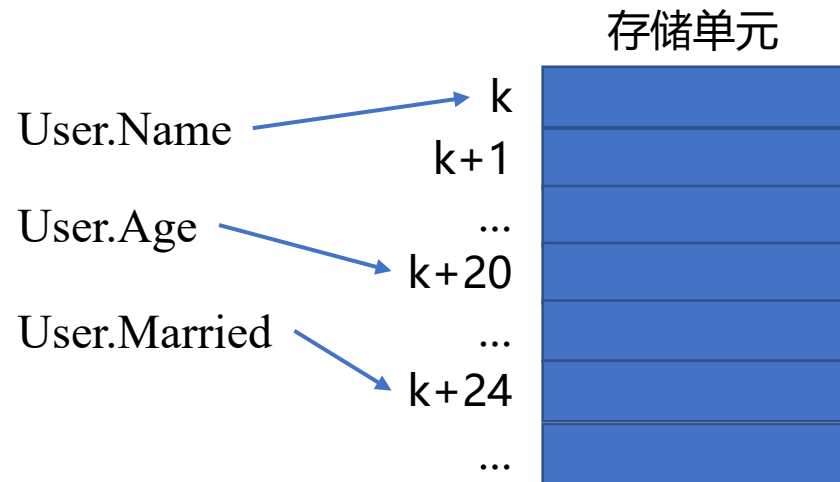 存储单元
k
User.Name
k+1
...
User.Age
k+20
User.Married
...
k+24
...